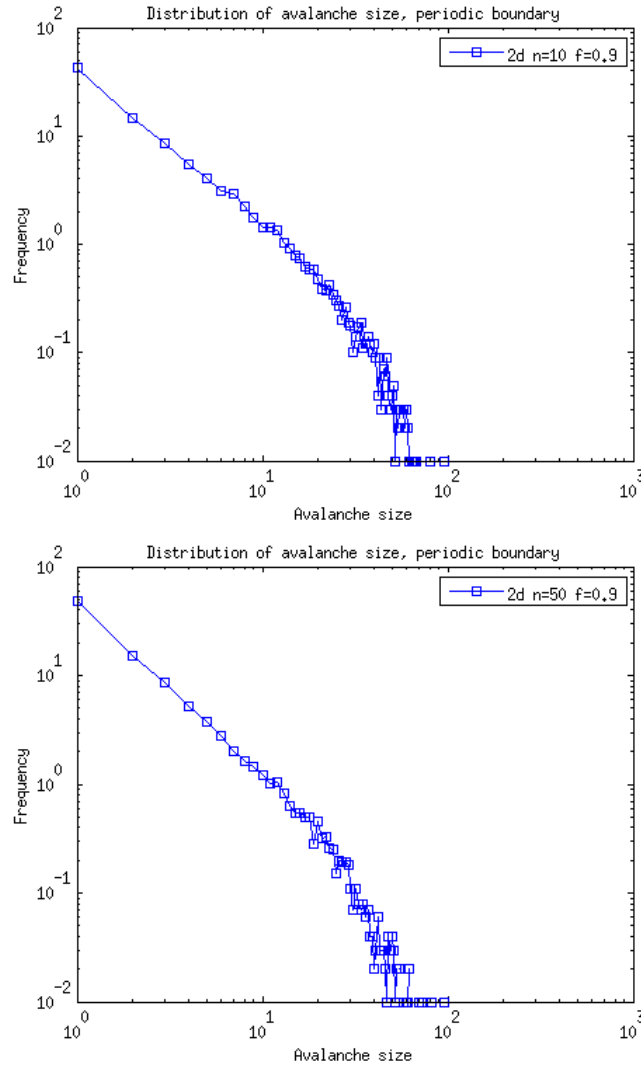 Distribution of avalanche size, periodic boundary
2d n=10 f=0.9
Frequency
10^2
10^1
10^0
10^-1
10^-2
10^0 10^1 10^2 10^3
Avalanche size
Distribution of avalanche size, periodic boundary
2d n=50 f=0.9
Frequency
10^2
10^1
10^0
10^-1
10^-2
10^0 10^1 10^2 10^3
Avalanche size